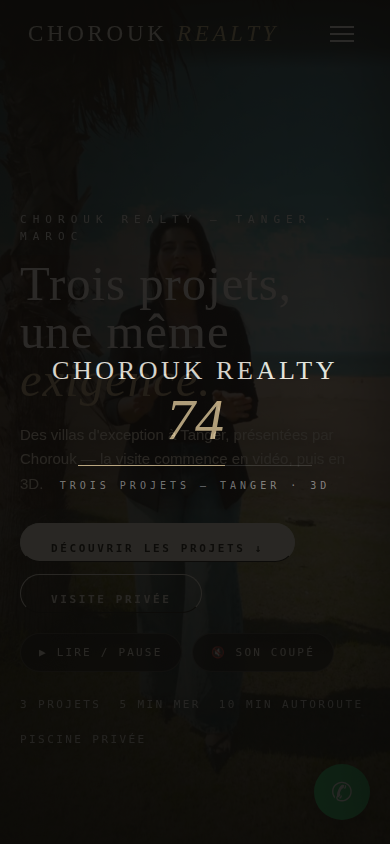 CHOROUK REALTY
CHOROUK REALTY — TANGER ·
MAROC
Trois projets,
une même
exigence.
CHOROUK REALTY
74
Des villas d'exception à Tanger, présentées par
Chorouk — la visite commence en vidéo, puis en
3D.
TROIS PROJETS — TANGER · 3D
DÉCOUVRIR LES PROJETS ↓
VISITE PRIVÉE
▶ LIRE / PAUSE
🔇 SON COUPÉ
3 PROJETS 5 MIN MER 10 MIN AUTOROUTE
PISCINE PRIVÉE